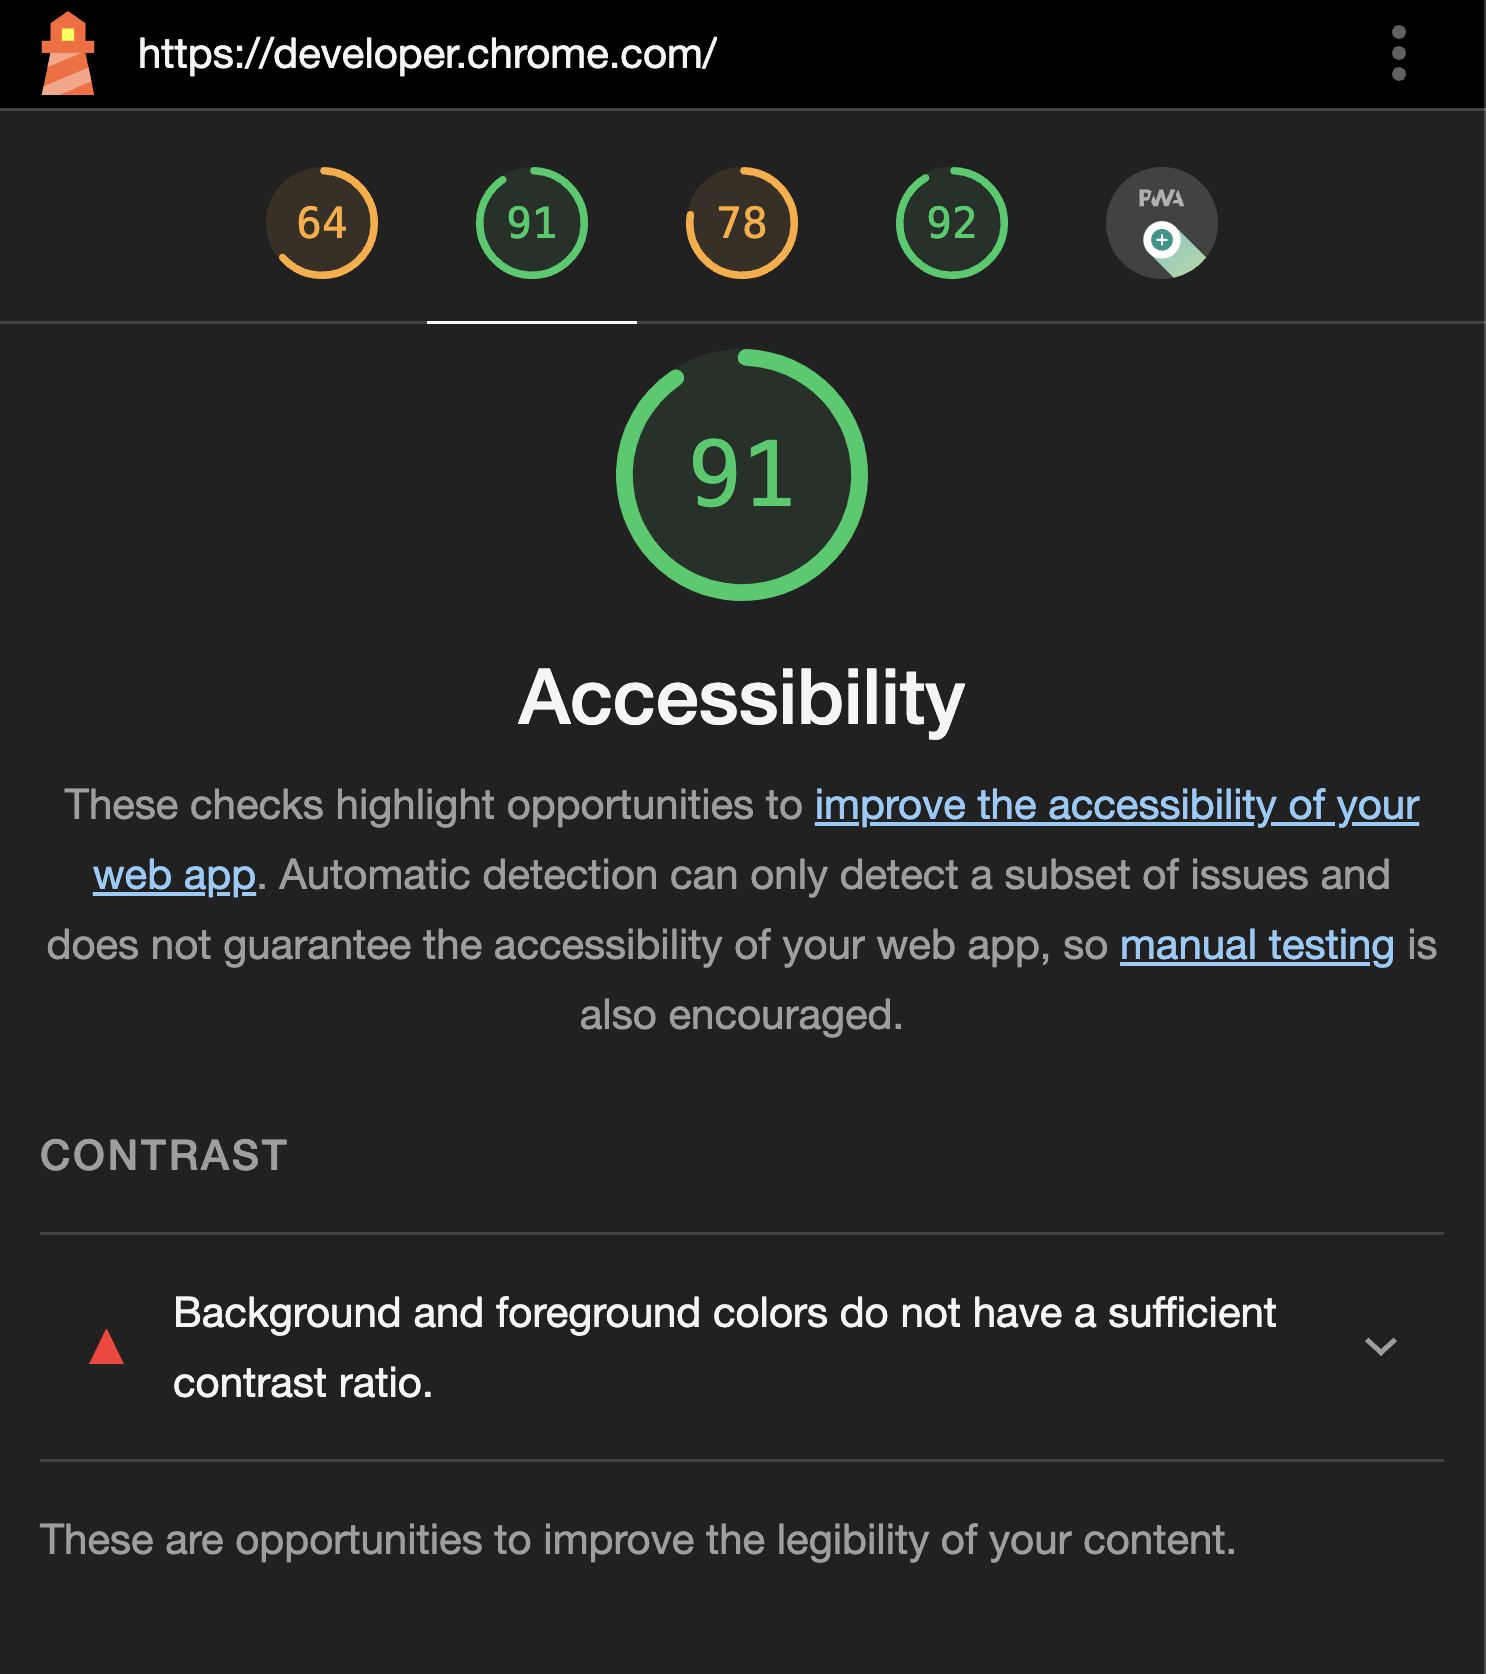 https://developer.chrome.com/
64 91 78 92 PWA
91
Accessibility
These checks highlight opportunities to improve the accessibility of your
web app. Automatic detection can only detect a subset of issues and
does not guarantee the accessibility of your web app, so manual testing is
also encouraged.
CONTRAST
Background and foreground colors do not have a sufficient
contrast ratio.
These are opportunities to improve the legibility of your content.